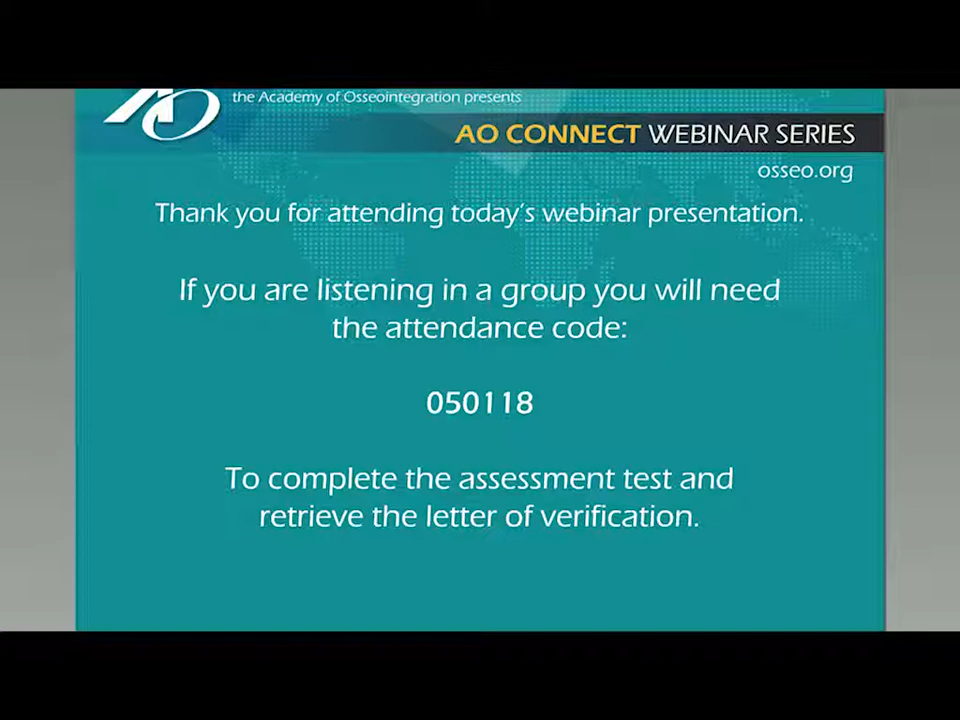 AO
the Academy of Osseointegration presents
AO CONNECT WEBINAR SERIES
osseo.org
Thank you for attending today's webinar presentation.
If you are listening in a group you will need
the attendance code:
050118
To complete the assessment test and
retrieve the letter of verification.